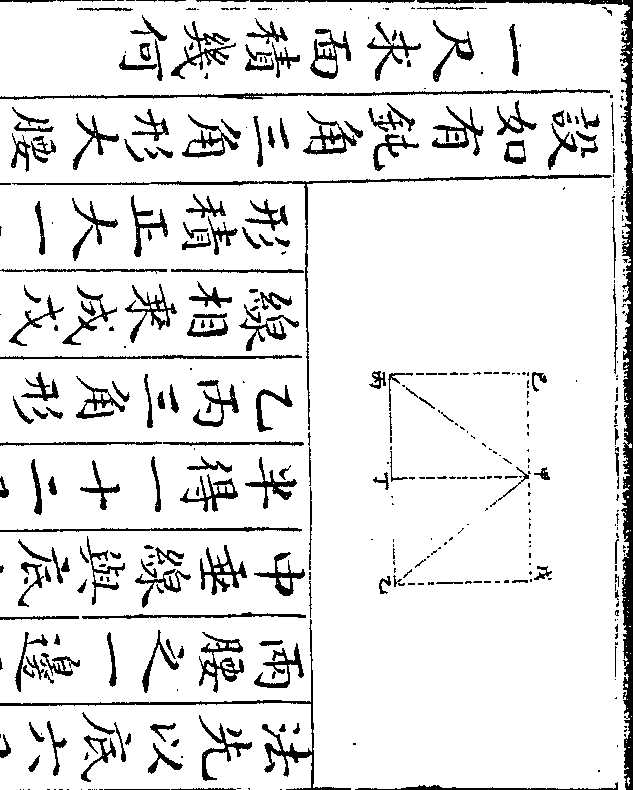 戊
甲
己
乙
丁
丙
法先以底六
兩腰之一邊
中垂線與底
半得一十二
乙丙三角形
線相乘成戊
形積正大一
設如有鈍角三角形大腰
一尺求面積幾何